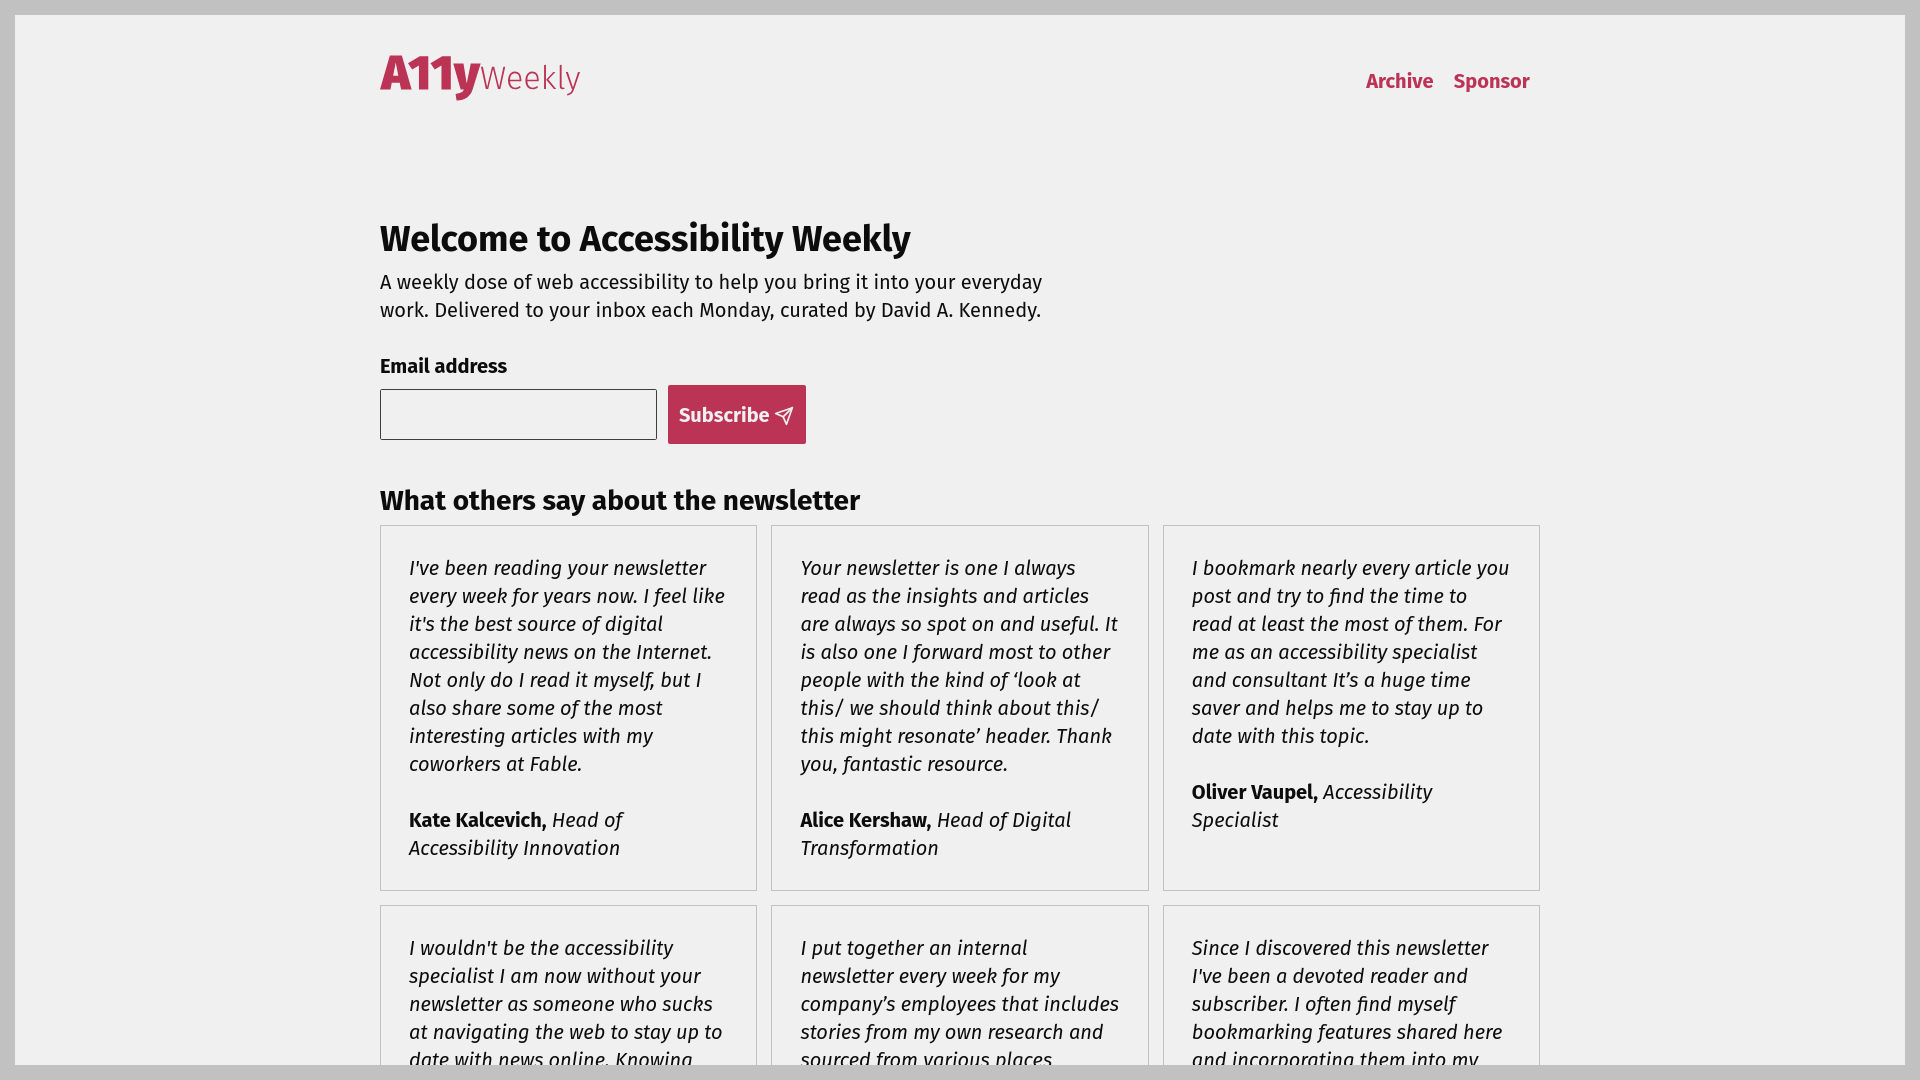 A11yWeekly
Archive Sponsor
Welcome to Accessibility Weekly
A weekly dose of web accessibility to help you bring it into your everyday
work. Delivered to your inbox each Monday, curated by David A. Kennedy.
Email address
Subscribe
What others say about the newsletter
I've been reading your newsletter
every week for years now. I feel like
it's the best source of digital
accessibility news on the Internet.
Not only do I read it myself, but I
also share some of the most
interesting articles with my
coworkers at Fable.
Kate Kalcevich, Head of
Accessibility Innovation
Your newsletter is one I always
read as the insights and articles
are always so spot on and useful. It
is also one I forward most to other
people with the kind of ‘look at
this/ we should think about this/
this might resonate’ header. Thank
you, fantastic resource.
Alice Kershaw, Head of Digital
Transformation
I bookmark nearly every article you
post and try to find the time to
read at least the most of them. For
me as an accessibility specialist
and consultant It’s a huge time
saver and helps me to stay up to
date with this topic.
Oliver Vaupel, Accessibility
Specialist
I wouldn't be the accessibility
specialist I am now without your
newsletter as someone who sucks
at navigating the web to stay up to
date with news online. Knowing
I put together an internal
newsletter every week for my
company’s employees that includes
stories from my own research and
sourced from various places
Since I discovered this newsletter
I've been a devoted reader and
subscriber. I often find myself
bookmarking features shared here
and incorporating them into my